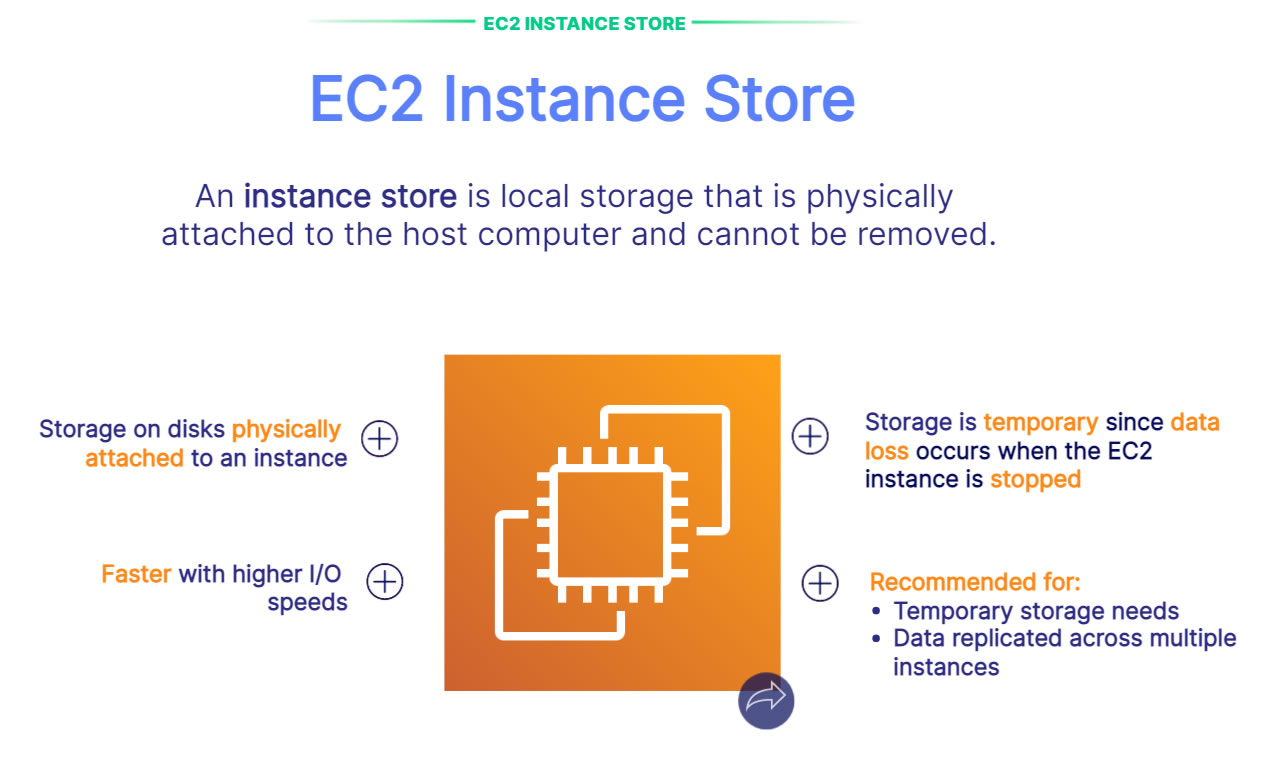 EC2 INSTANCE STORE
EC2 Instance Store
An instance store is local storage that is physically
attached to the host computer and cannot be removed.
Storage on disks physically
attached to an instance
Faster with higher I/O
speeds
Storage is temporary since data
loss occurs when the EC2
instance is stopped
Recommended for:
• Temporary storage needs
• Data replicated across multiple
instances